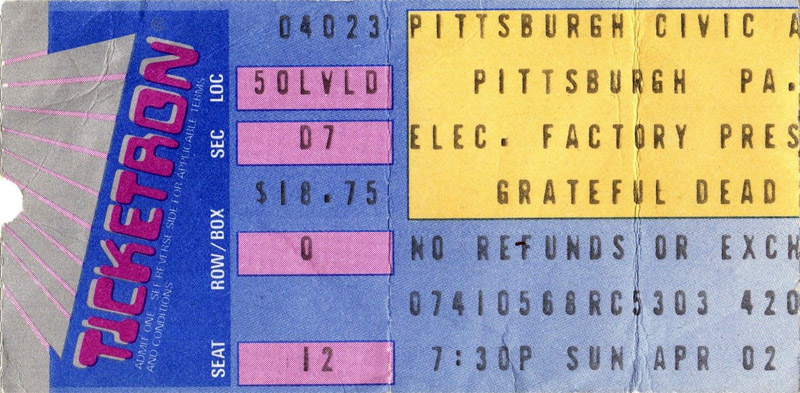 TICKETRON®
ADMIT ONE. SEE REVERSE SIDE FOR APPLICABLE TERMS
AND CONDITIONS
04023
LOC 50LVLD
SEC 07
$18.75
ROW/BOX O
SEAT 12
PITTSBURGH CIVIC A
PITTSBURGH PA.
ELEC. FACTORY PRES
GRATEFUL DEAD
NO REFUNDS OR EXCH
07410568RC5303 420
7:30P SUN APR 02